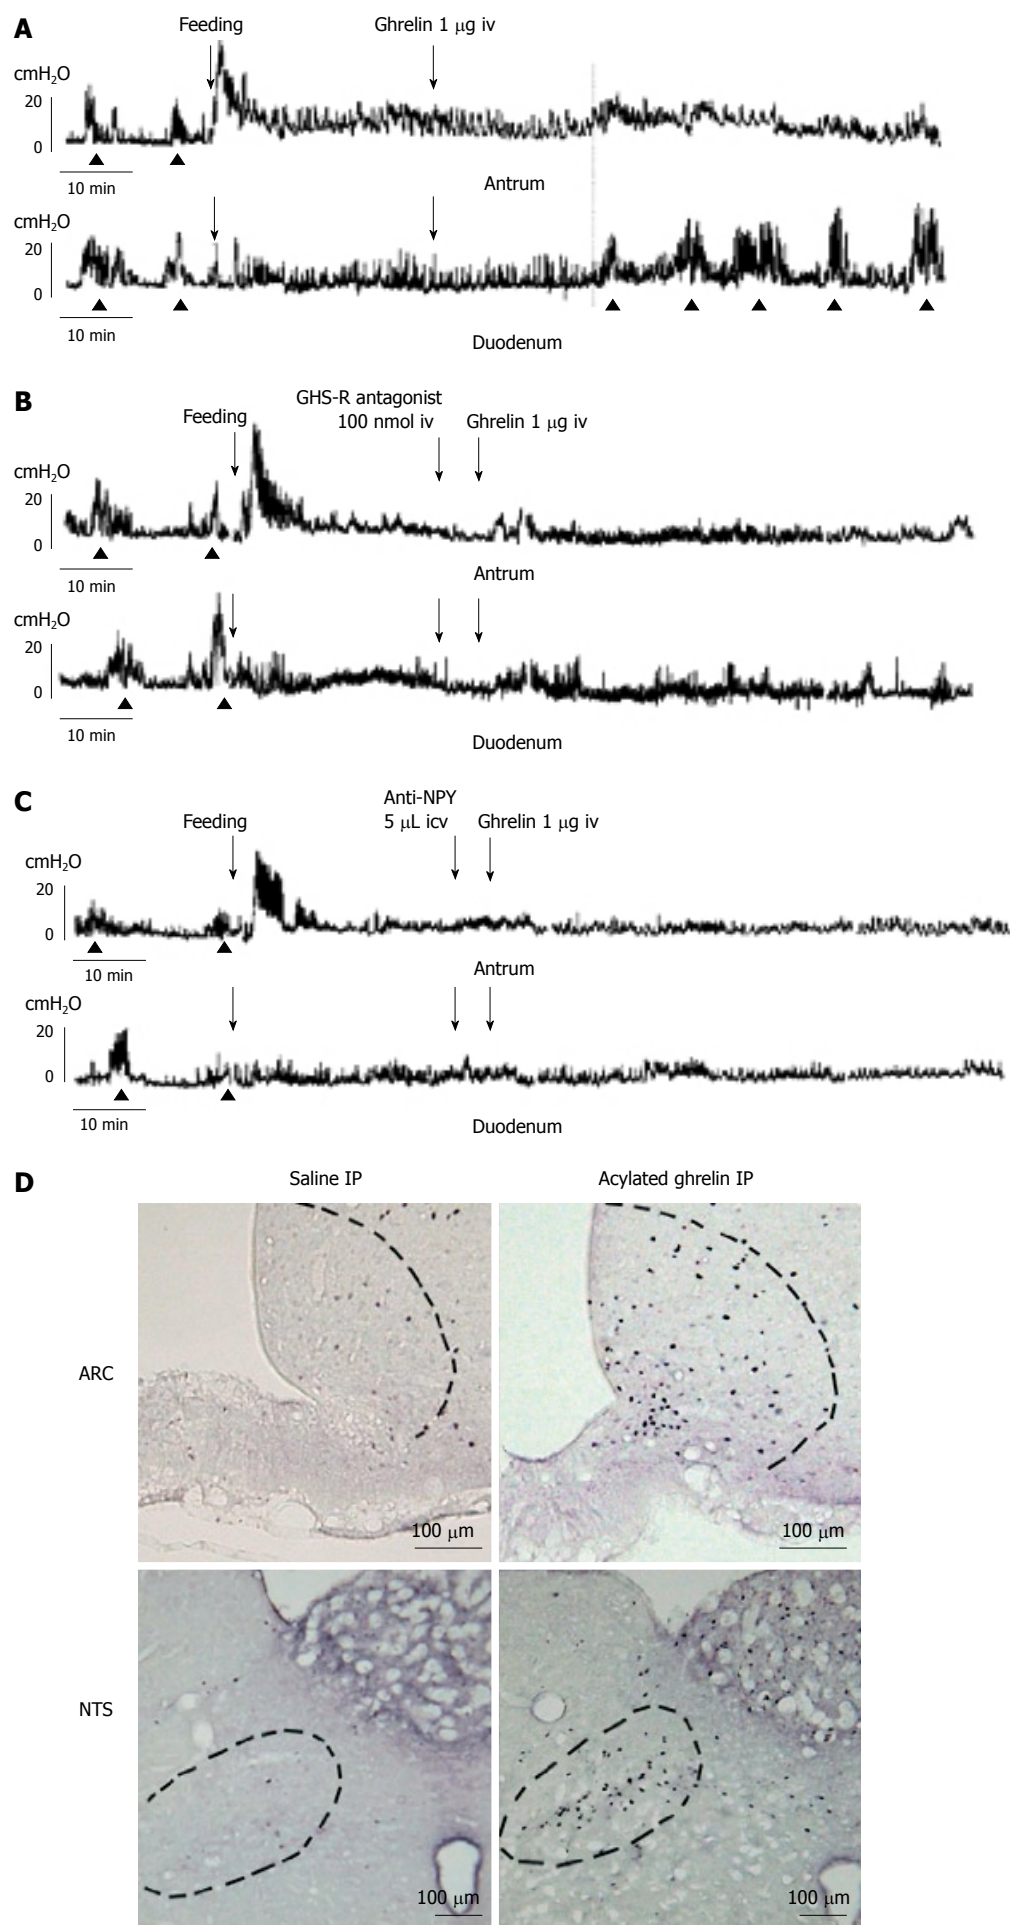 A
Feeding
Ghrelin 1 μg iv
cmH₂O
20
0
10 min
Antrum
cmH₂O
20
0
10 min
Duodenum
B
Feeding
GHS-R antagonist
100 nmol iv
Ghrelin 1 μg iv
cmH₂O
20
0
10 min
Antrum
cmH₂O
20
0
10 min
Duodenum
C
Feeding
Anti-NPY
5 μL icv
Ghrelin 1 μg iv
cmH₂O
20
0
10 min
Antrum
cmH₂O
20
0
10 min
Duodenum
D
Saline IP
Acylated ghrelin IP
ARC
100 μm
100 μm
NTS
100 μm
100 μm